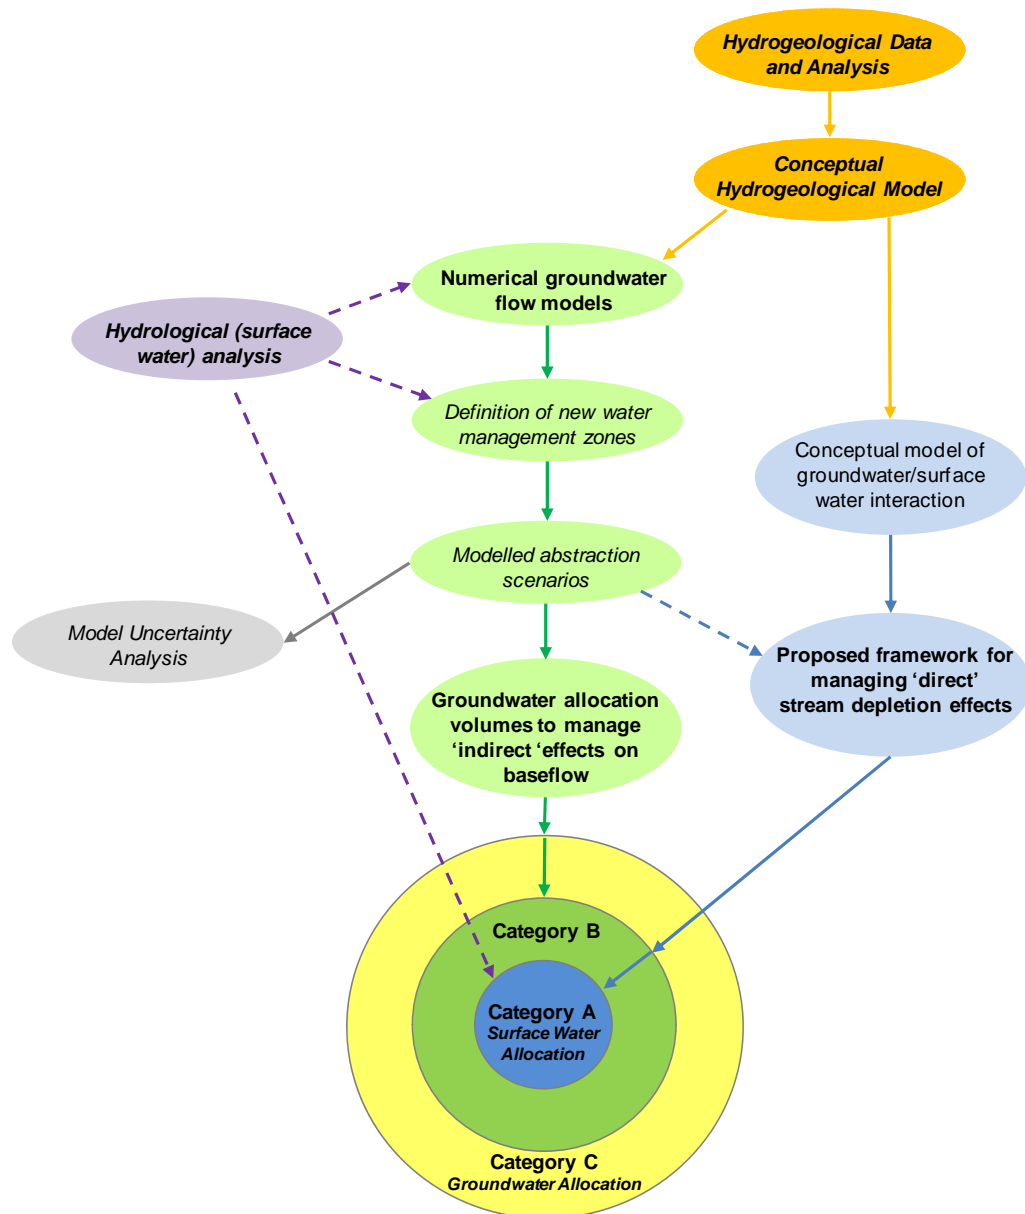 Hydrogeological Data
and Analysis
Conceptual
Hydrogeological Model
Numerical groundwater
flow models
Hydrological (surface
water) analysis
Definition of new water
management zones
Conceptual model of
groundwater/surface
water interaction
Modelled abstraction
scenarios
Model Uncertainty
Analysis
Proposed framework for
managing ‘direct’
stream depletion effects
Groundwater allocation
volumes to manage
‘indirect ‘effects on
baseflow
Category B
Category A
Surface Water
Allocation
Category C
Groundwater Allocation